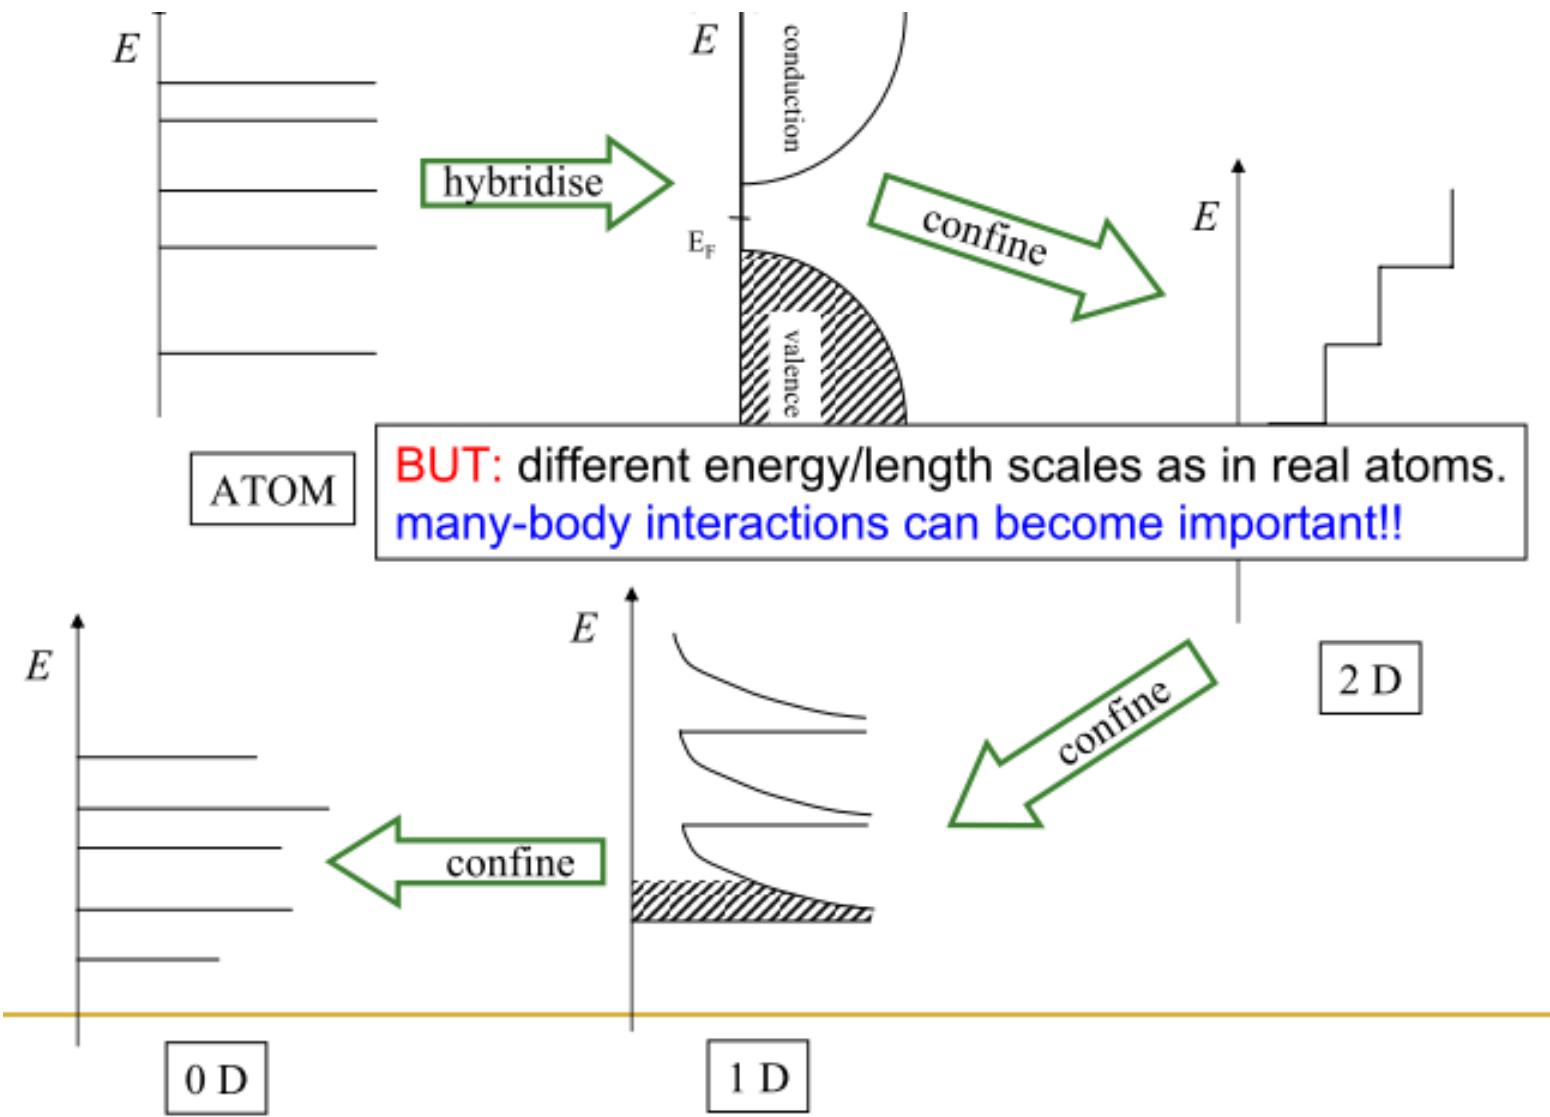 E
E
conduction
hybridise
E_F
confine
E
valence
ATOM
BUT: different energy/length scales as in real atoms.
many-body interactions can become important!!
E
E
2 D
confine
confine
0 D
1 D